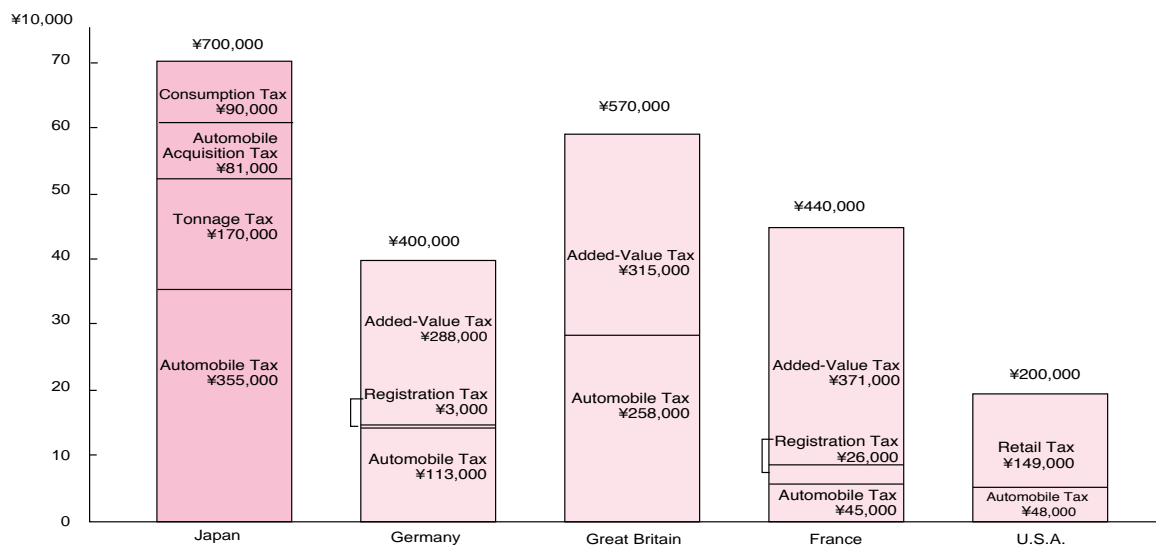 ¥10,000
70
60
50
40
30
20
10
0
¥700,000
Consumption Tax
¥90,000
Automobile
Acquisition Tax
¥81,000
Tonnage Tax
¥170,000
Automobile Tax
¥355,000
Japan
¥400,000
Added-Value Tax
¥288,000
Registration Tax
¥3,000
Automobile Tax
¥113,000
Germany
¥570,000
Added-Value Tax
¥315,000
Automobile Tax
¥258,000
Great Britain
¥440,000
Added-Value Tax
¥371,000
Registration Tax
¥26,000
Automobile Tax
¥45,000
France
¥200,000
Retail Tax
¥149,000
Automobile Tax
¥48,000
U.S.A.